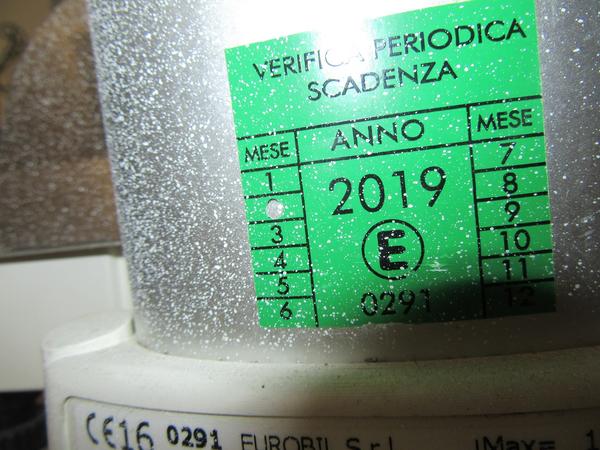 VERIFICA PERIODICA
SCADENZA
MESE ANNO MESE
1 2019 7
8
3 9
4 E 10
5 11
6 0291 12
CE16 0291 EUROBIL S.r.l Max= 1